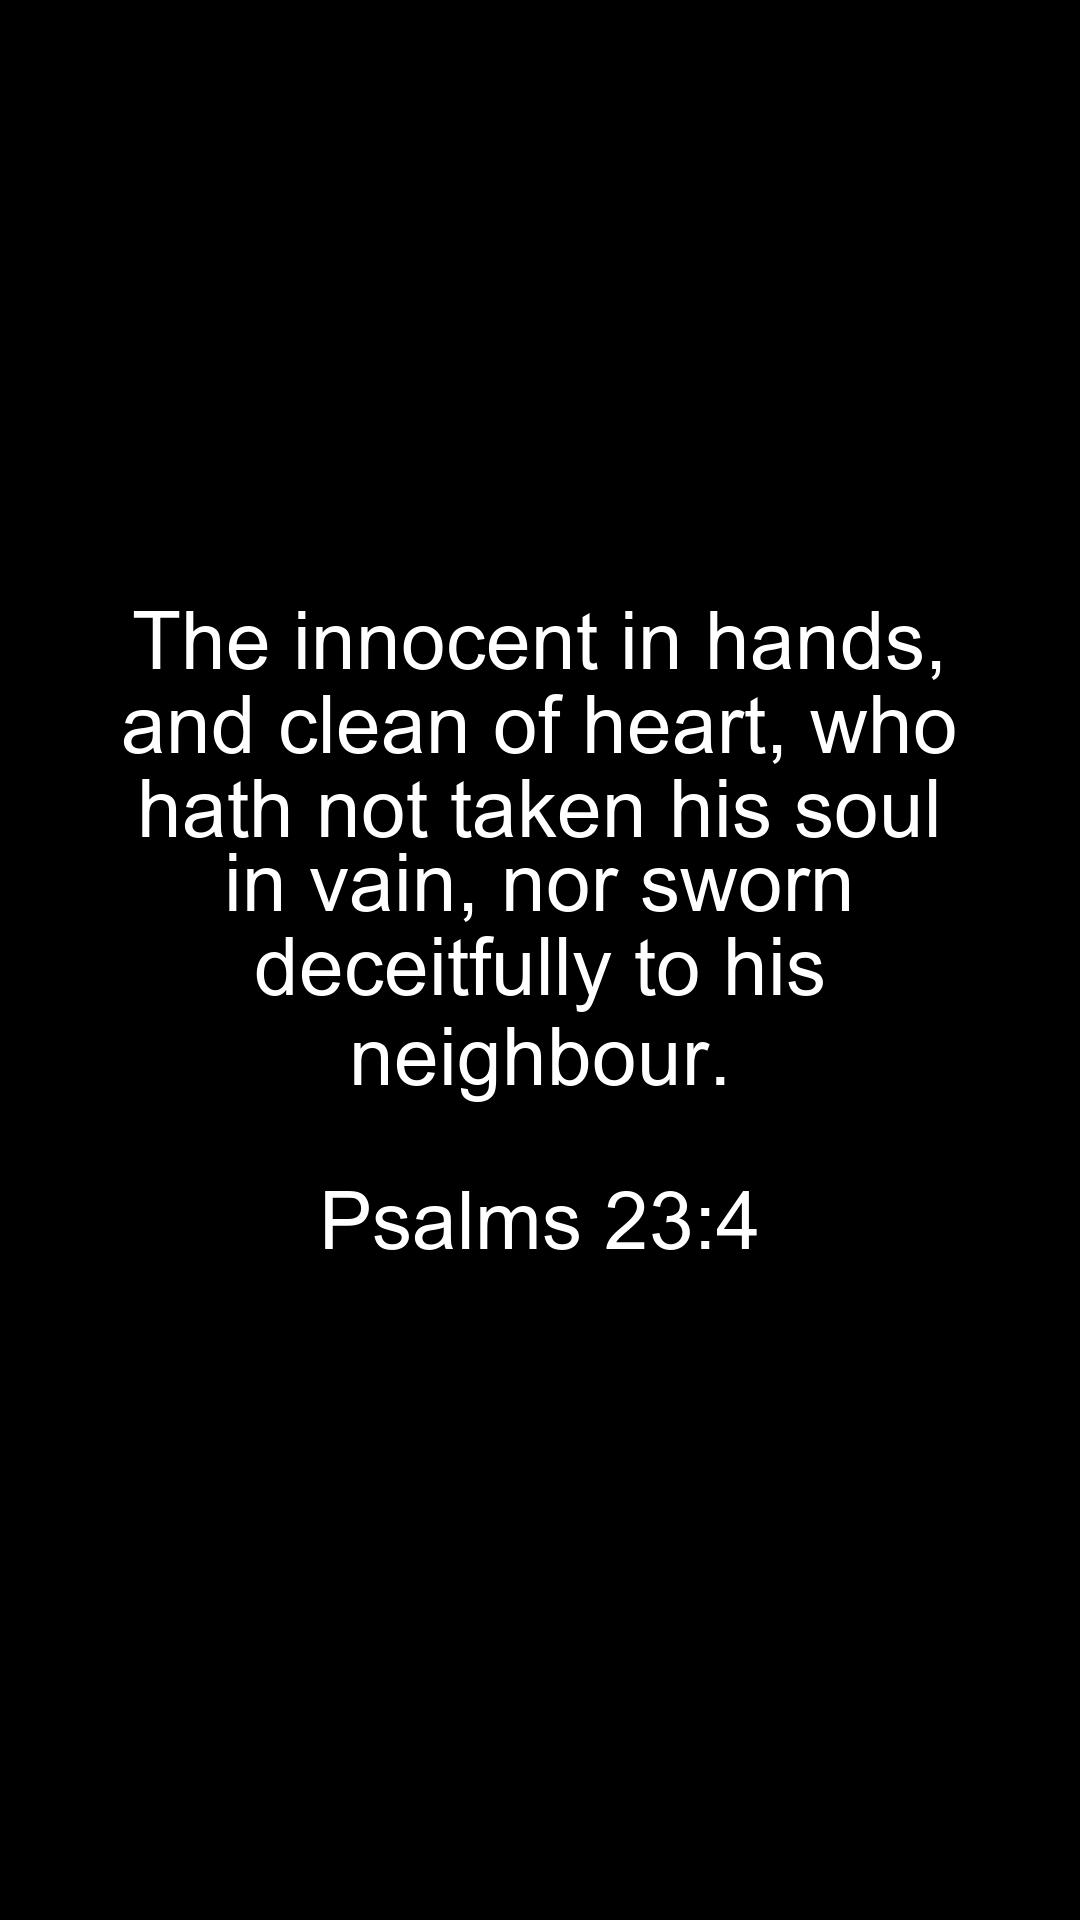 The innocent in hands,
and clean of heart, who
hath not taken his soul
in vain, nor sworn
deceitfully to his
neighbour.
Psalms 23:4